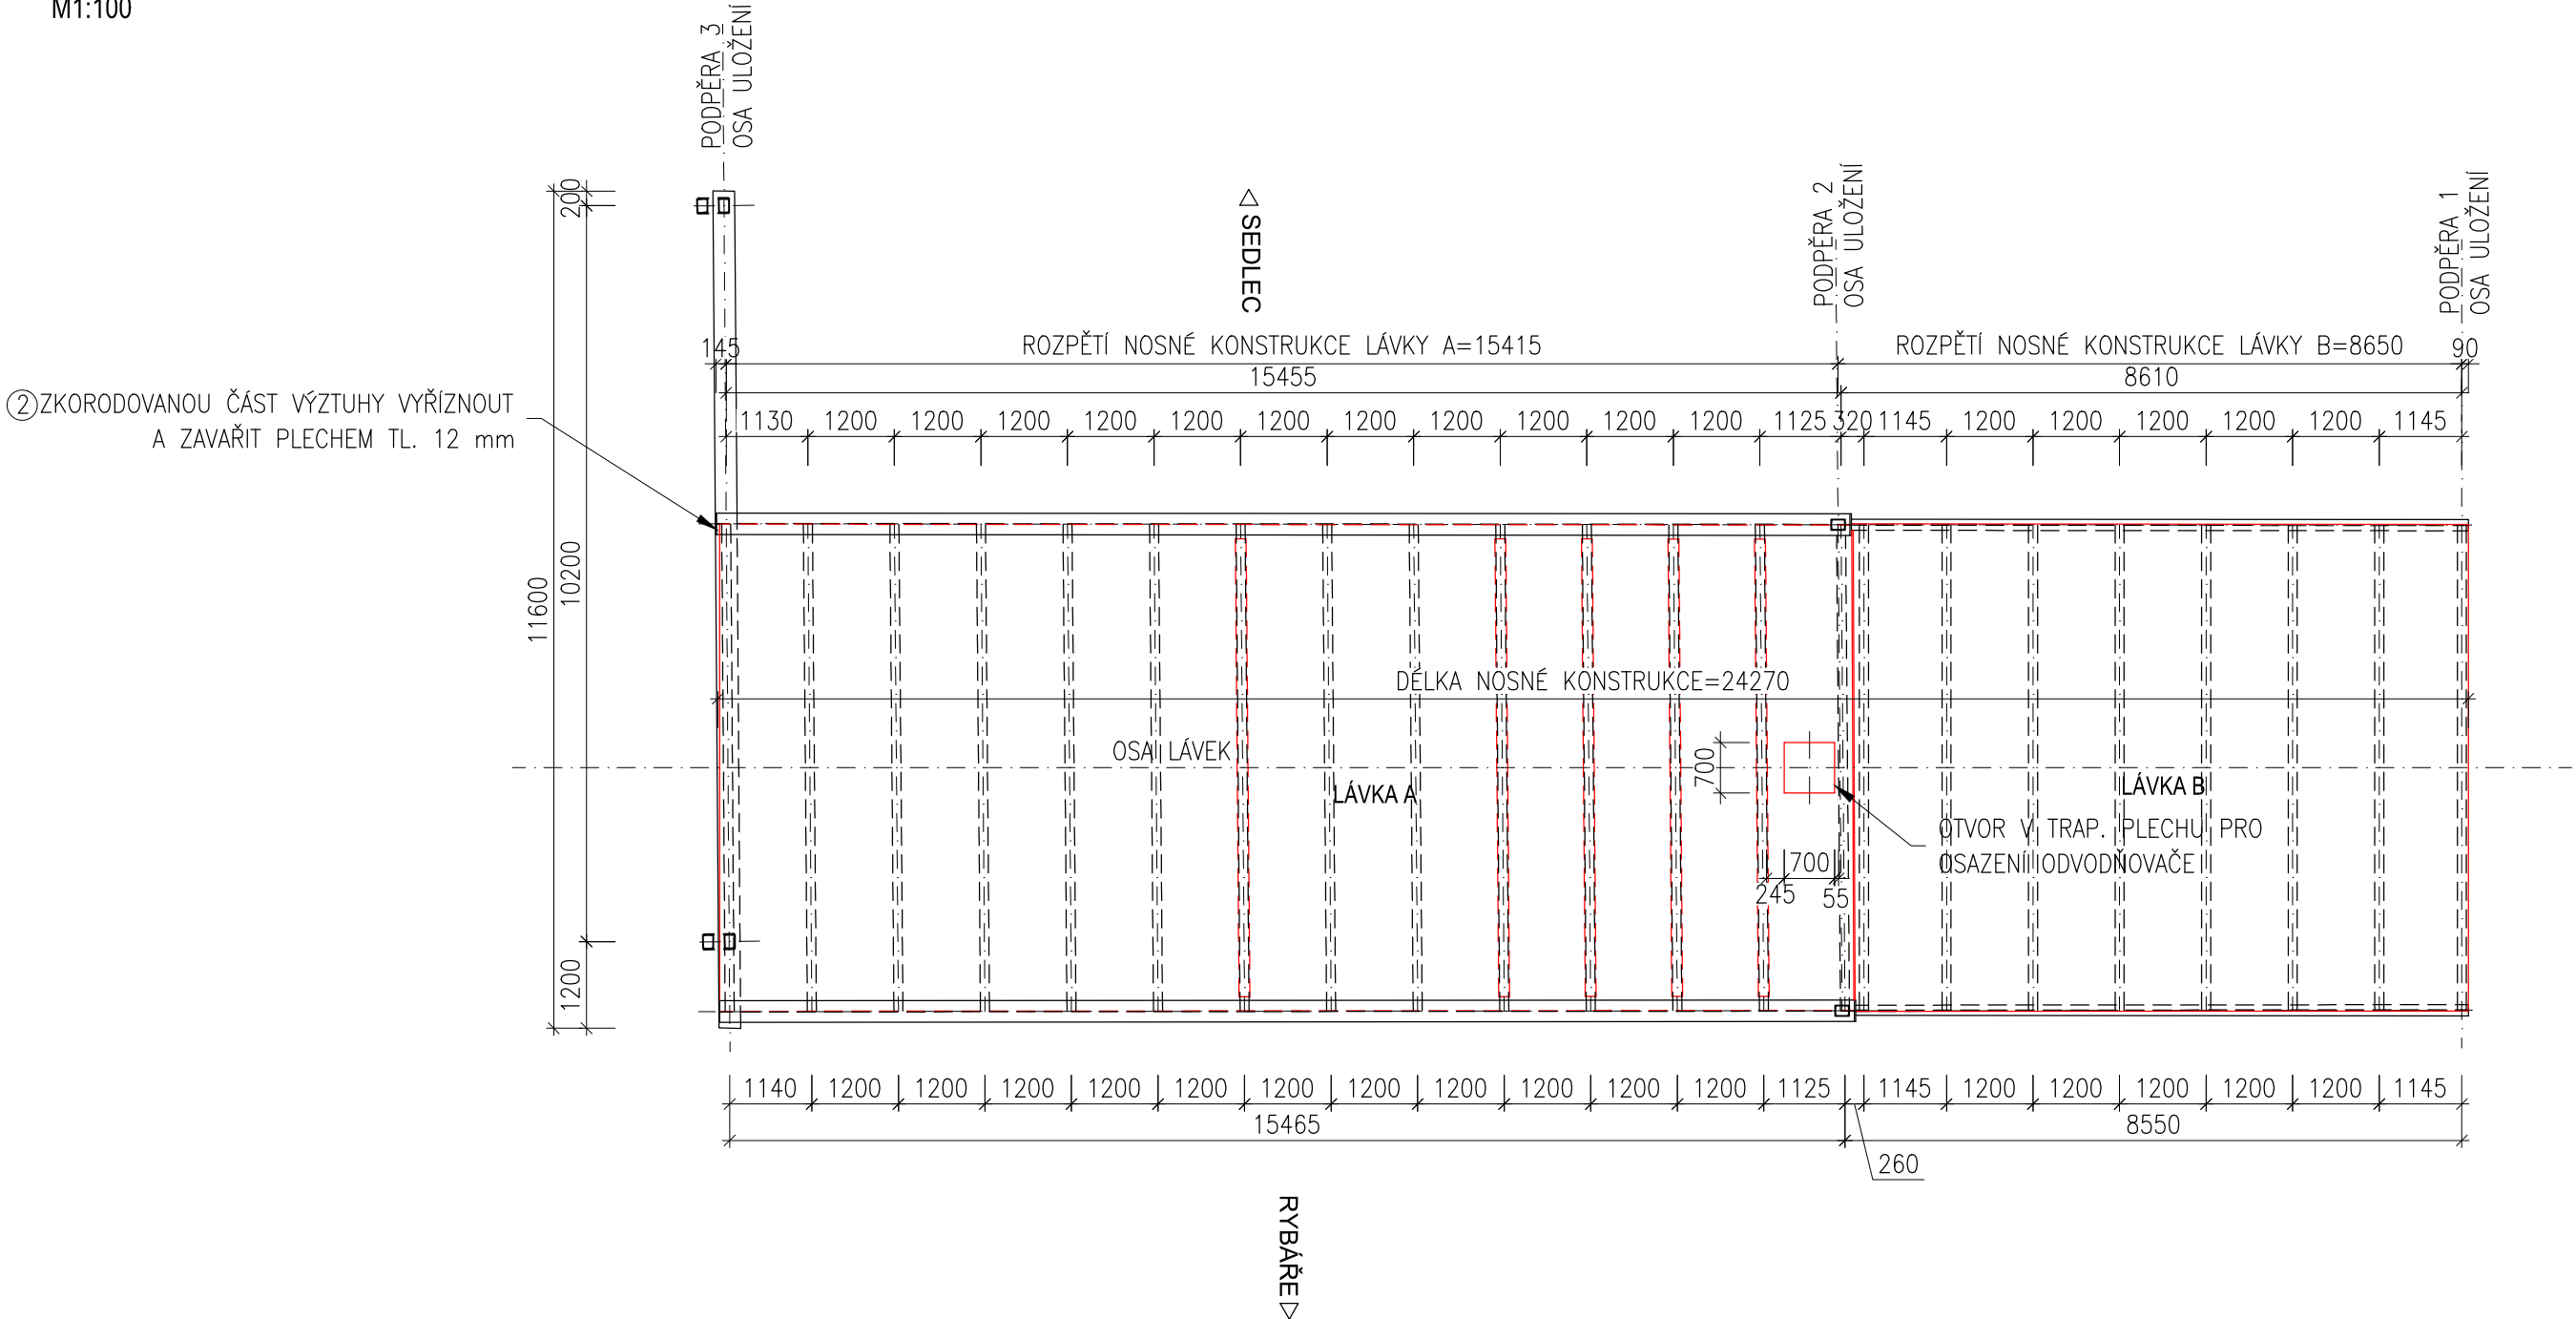 M1:100
PODPĚRA 3
OSA ULOŽENÍ
PODPĚRA 2
OSA ULOŽENÍ
PODPĚRA 1
OSA ULOŽENÍ
◁ SEDLEC
200
10200
11600
1200
145
ROZPĚTÍ NOSNÉ KONSTRUKCE LÁVKY A=15415
ROZPĚTÍ NOSNÉ KONSTRUKCE LÁVKY B=8650
90
15455
8610
1130 1200 1200 1200 1200 1200 1200 1200 1200 1200 1200 1200 1125 320 1145 1200 1200 1200 1200 1200 1145
2 ZKORODOVANOU ČÁST VÝZTUHY VYŘÍZNOUT
A ZAVAŘIT PLECHEM TL. 12 mm
DÉLKA NOSNÉ KONSTRUKCE=24270
OSA LÁVEK
LÁVKA A
LÁVKA B
700
OTVOR V TRAP. PLECHU PRO
OSAZENÍ ODVODŇOVAČE
700
245
55
1140 1200 1200 1200 1200 1200 1200 1200 1200 1200 1200 1200 1125 1145 1200 1200 1200 1200 1200 1145
15465
8550
260
RYBÁŘE ▷